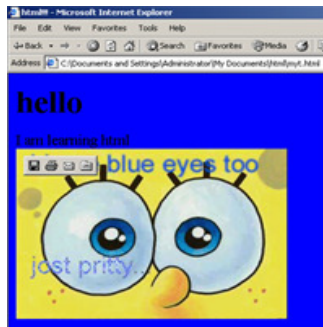 html!!! - Microsoft Internet Explorer
File Edit View Favorites Tools Help
Back Search Favorites Media
Address C:\Documents and Settings\Administrator\My Documents\html\myt.html
hello
I am learning html
blue eyes too
jost pritty...